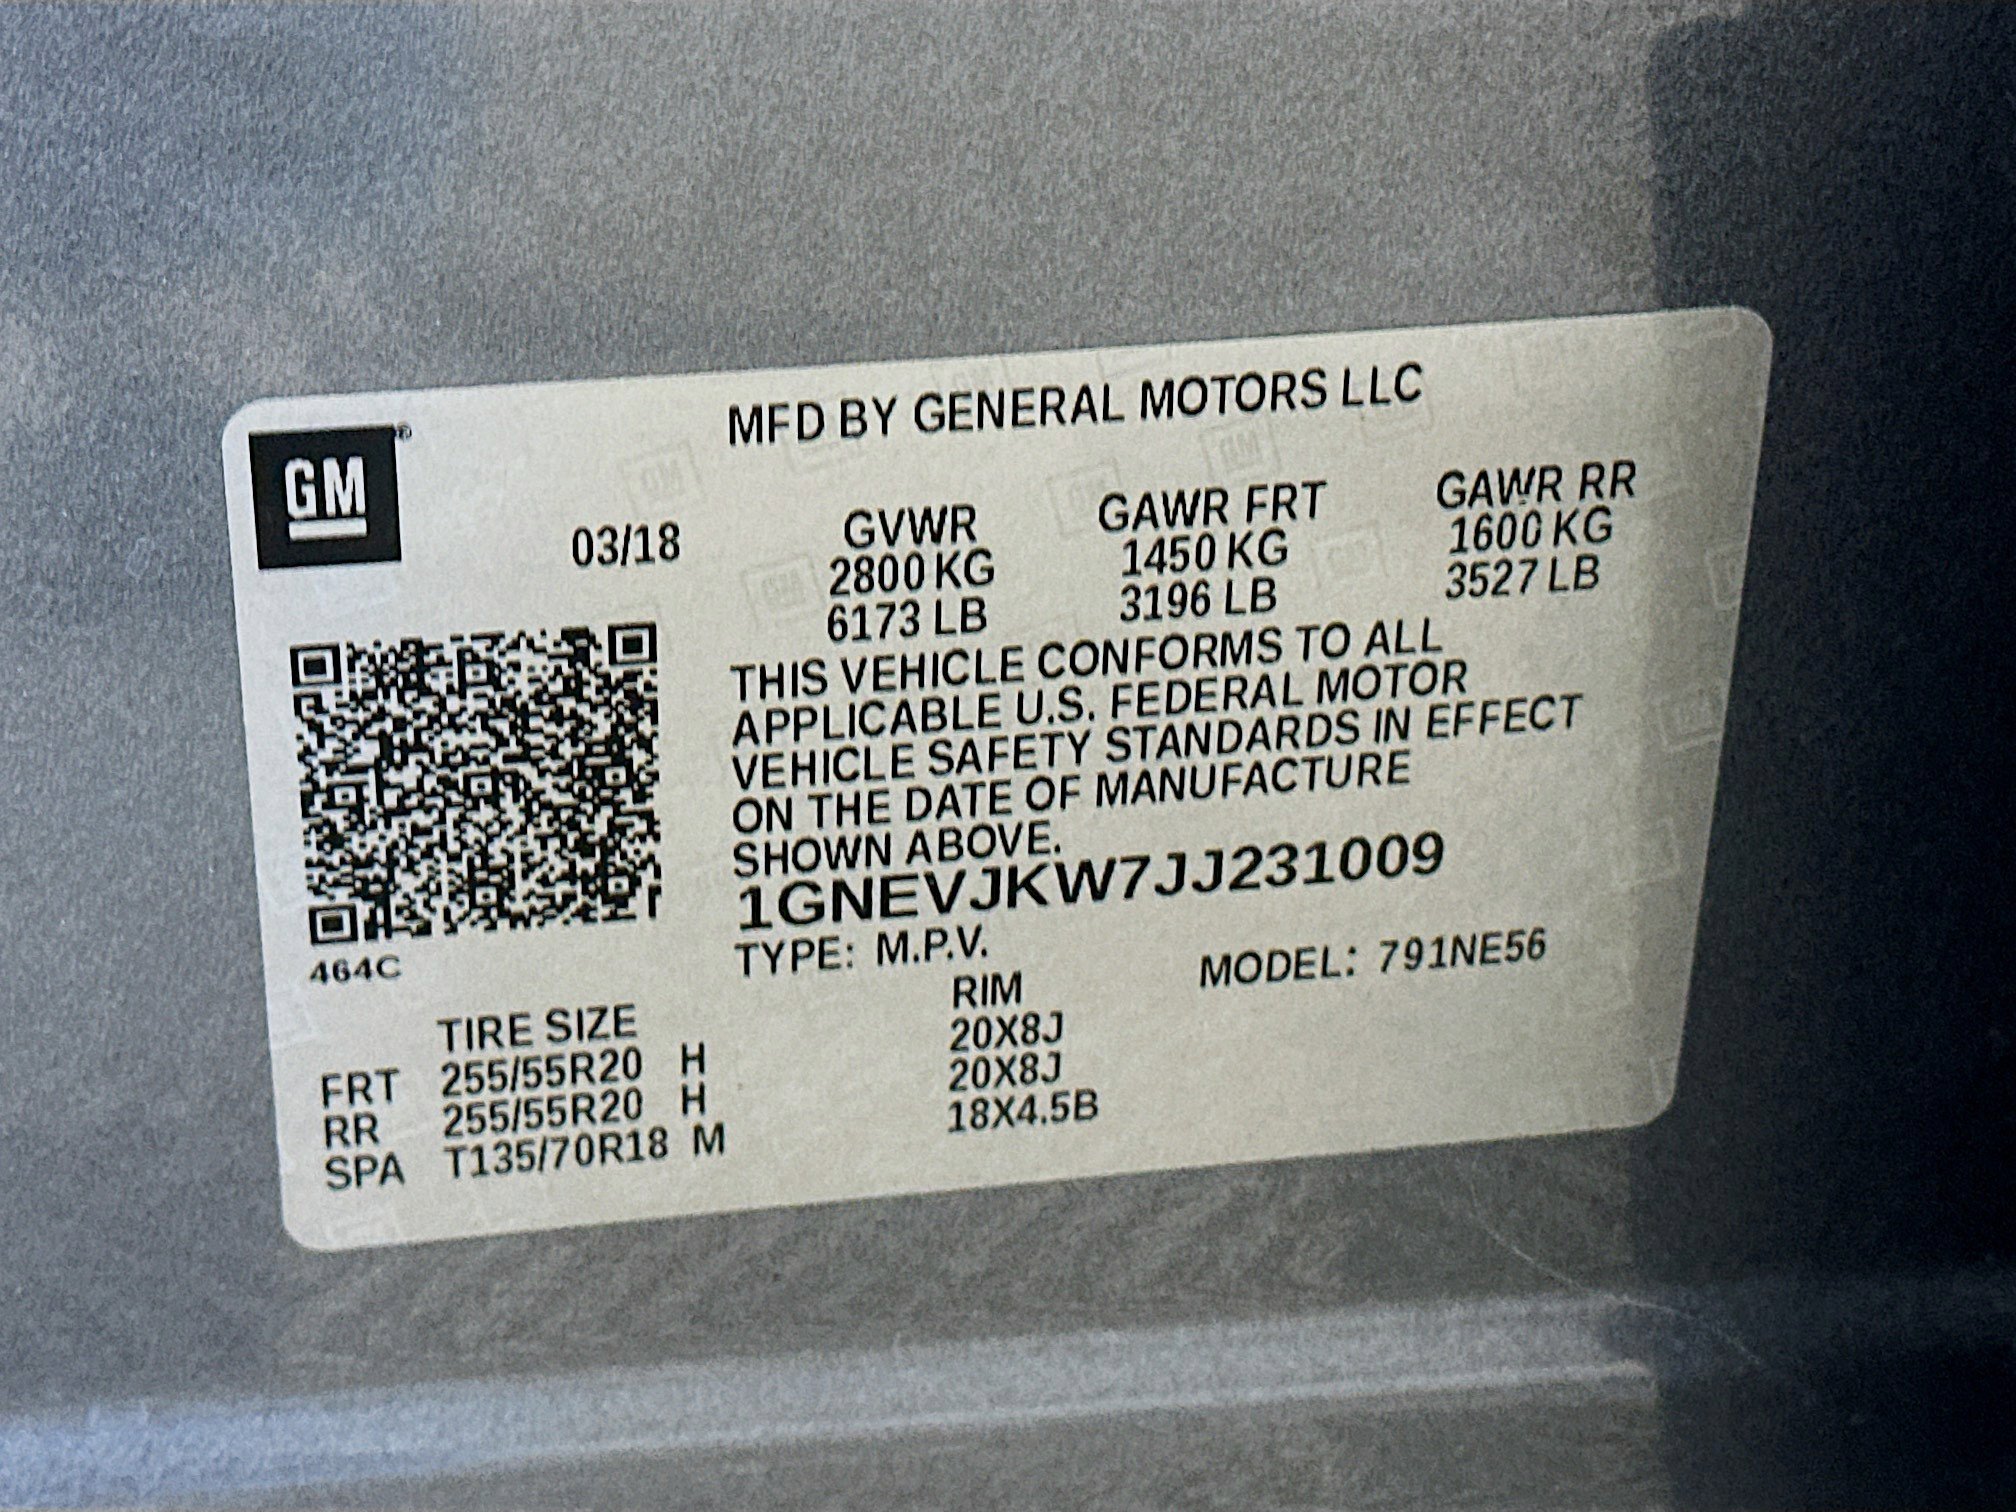 MFD BY GENERAL MOTORS LLC
GM®
03/18
GVWR GAWR FRT GAWR RR
2800 KG 1450 KG 1600 KG
6173 LB 3196 LB 3527 LB
THIS VEHICLE CONFORMS TO ALL
APPLICABLE U.S. FEDERAL MOTOR
VEHICLE SAFETY STANDARDS IN EFFECT
ON THE DATE OF MANUFACTURE
SHOWN ABOVE.
1GNEVJKW7JJ231009
464C
TYPE: M.P.V. MODEL: 791NE56
TIRE SIZE RIM
FRT 255/55R20 H 20X8J
RR 255/55R20 H 20X8J
SPA T135/70R18 M 18X4.5B